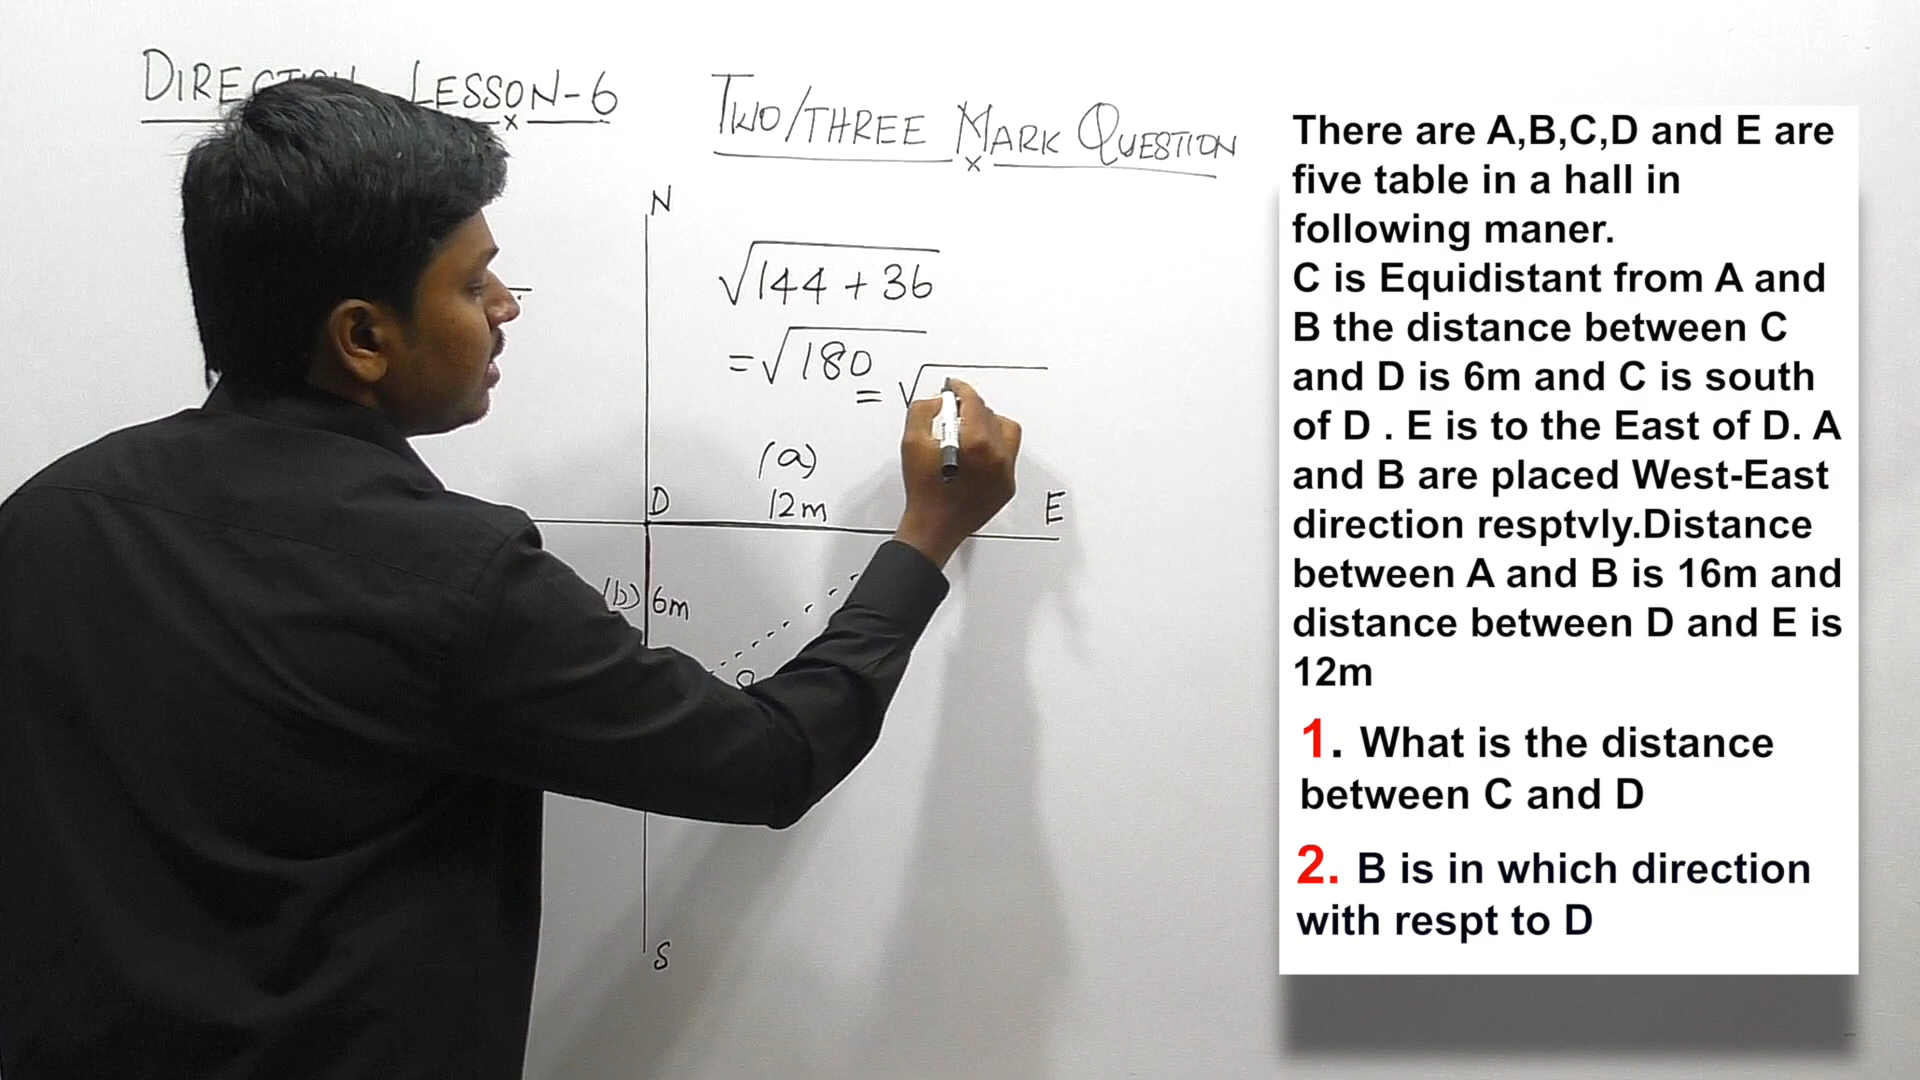 LESSON-6
TWO/THREE MARK QUESTION
N
√144 + 36
= √180
= √
(a)
D 12m E
(b) 6m
S
There are A,B,C,D and E are
five table in a hall in
following maner.
C is Equidistant from A and
B the distance between C
and D is 6m and C is south
of D . E is to the East of D. A
and B are placed West-East
direction resptvly.Distance
between A and B is 16m and
distance between D and E is
12m
1. What is the distance
between C and D
2. B is in which direction
with respt to D